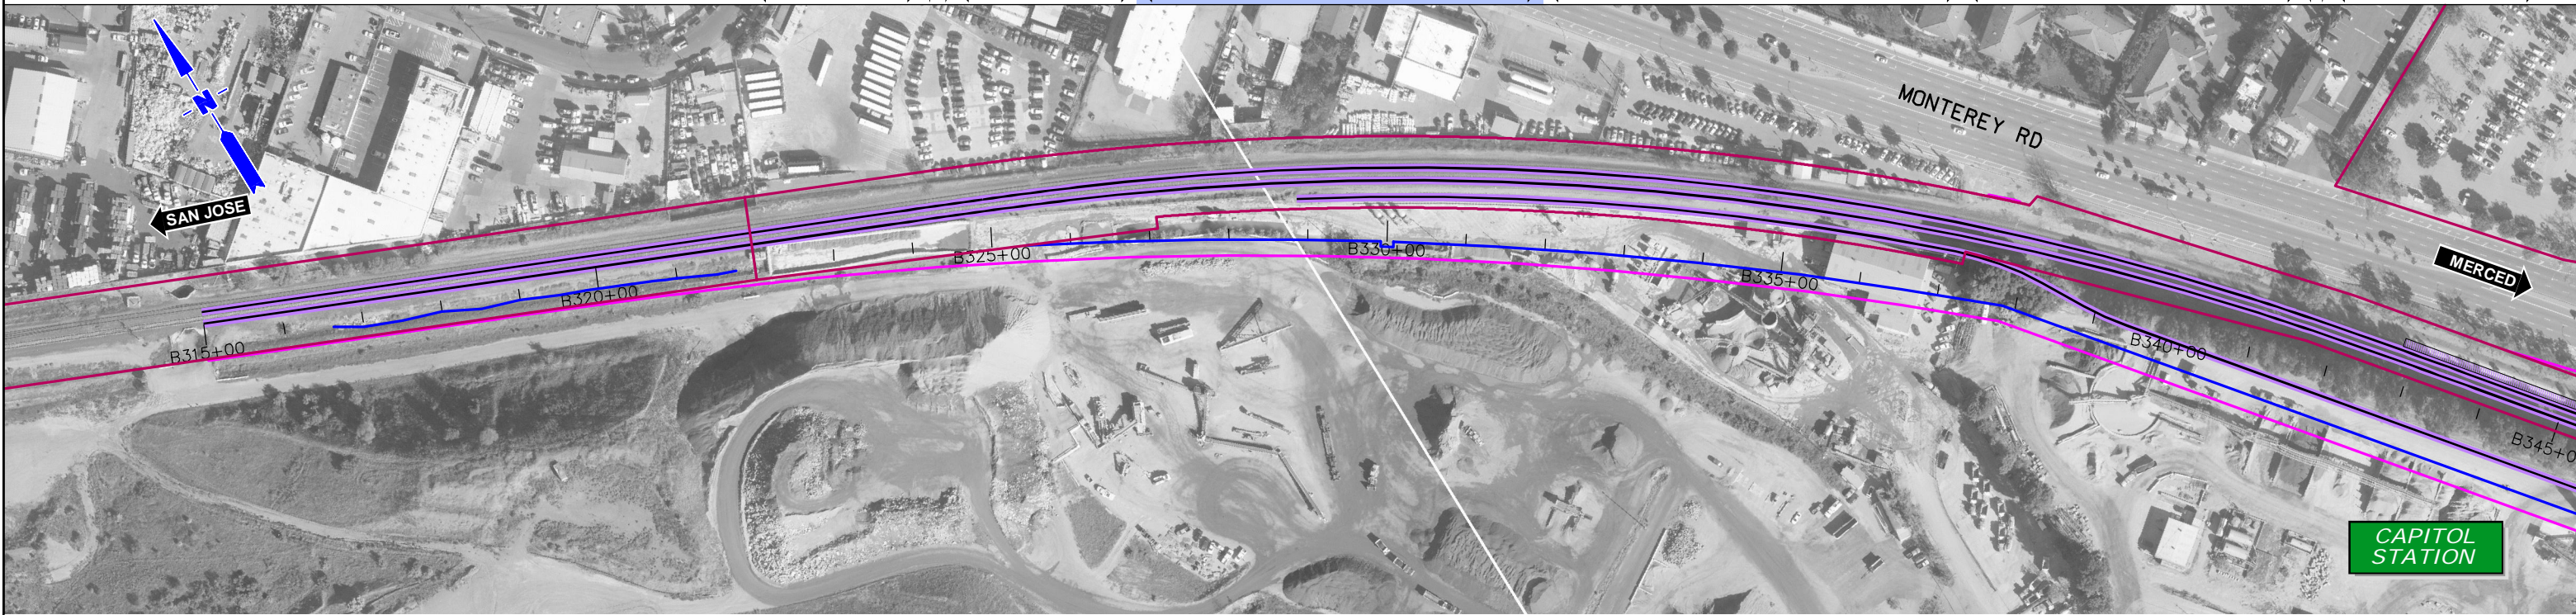 MONTEREY RD
N
SAN JOSE
MERCED
B315+00
B320+00
B325+00
B330+00
B335+00
B340+00
B345+0
CAPITOL
STATION